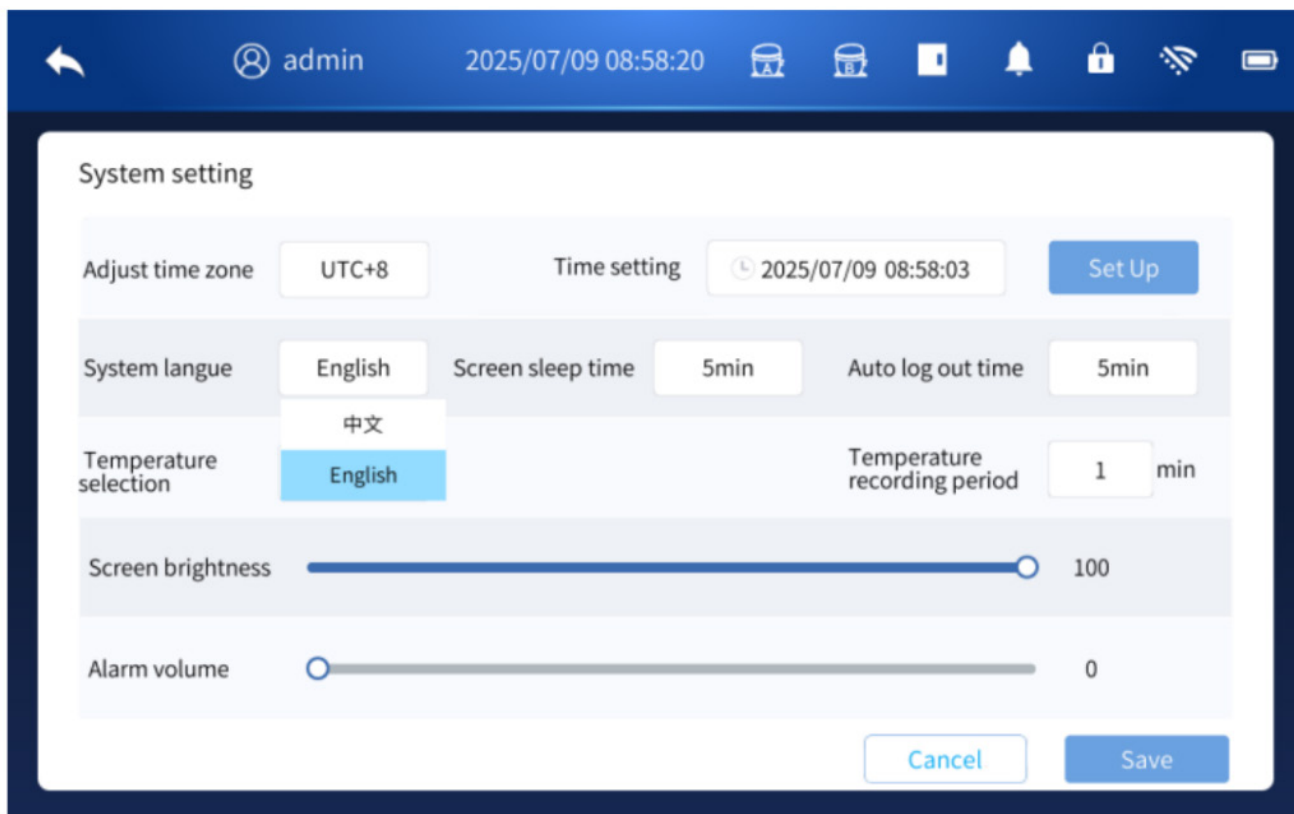 admin 2025/07/09 08:58:20 A B
System setting
Adjust time zone UTC+8 Time setting 2025/07/09 08:58:03 Set Up
System langue English Screen sleep time 5min Auto log out time 5min
中文
Temperature
selection
English
Temperature
recording period
1 min
Screen brightness 100
Alarm volume 0
Cancel Save